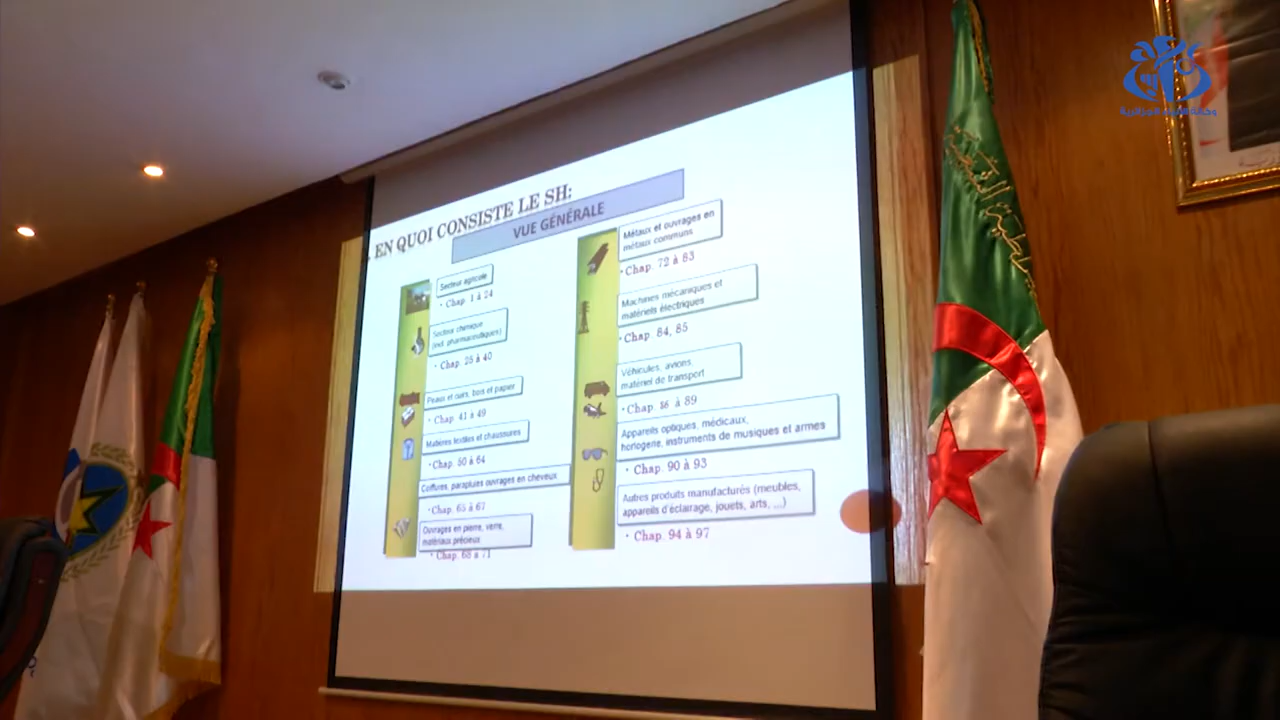 EN QUOI CONSISTE LE SH:
VUE GÉNÉRALE
Secteur agricole
• Chap. 1 à 24
Secteur chimique
(incl. pharmaceutiques)
• Chap. 25 à 40
Peaux et cuirs, bois et papier
• Chap. 41 à 49
Matières textiles et chaussures
• Chap. 50 à 64
Coiffures, parapluies ouvrages en cheveux
• Chap. 65 à 67
Ouvrages en pierre, verre,
matériaux précieux
• Chap. 68 à 71
Métaux et ouvrages en
métaux communs
• Chap. 72 à 83
Machines mécaniques et
matériels électriques
• Chap. 84, 85
Véhicules, avions,
matériel de transport
• Chap. 86 à 89
Appareils optiques, médicaux,
horlogerie, instruments de musiques et armes
• Chap. 90 à 93
Autres produits manufacturés (meubles,
appareils d'éclairage, jouets, arts, ...)
• Chap. 94 à 97
وكالة الأنباء الجزائرية